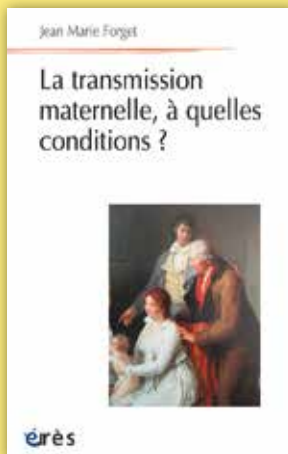 Jean Marie Forget
La transmission
maternelle, à quelles
conditions ?
érès